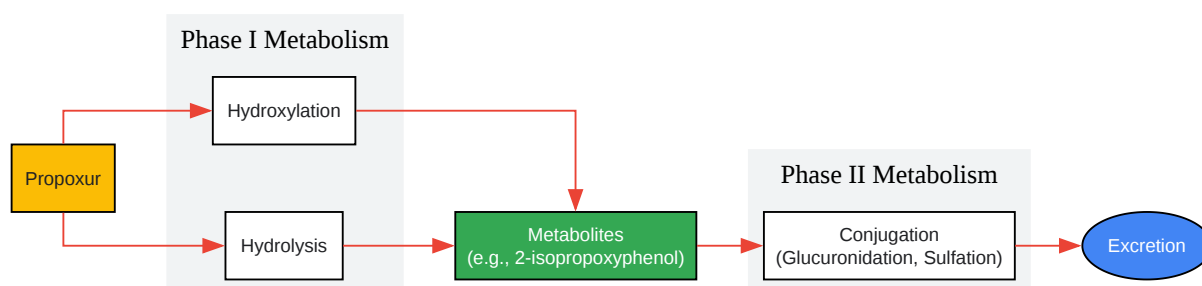 Phase I Metabolism
Hydroxylation
Propoxur
Phase II Metabolism
Hydrolysis
Metabolites
(e.g., 2-isopropoxyphenol)
Conjugation
(Glucuronidation, Sulfation)
Excretion